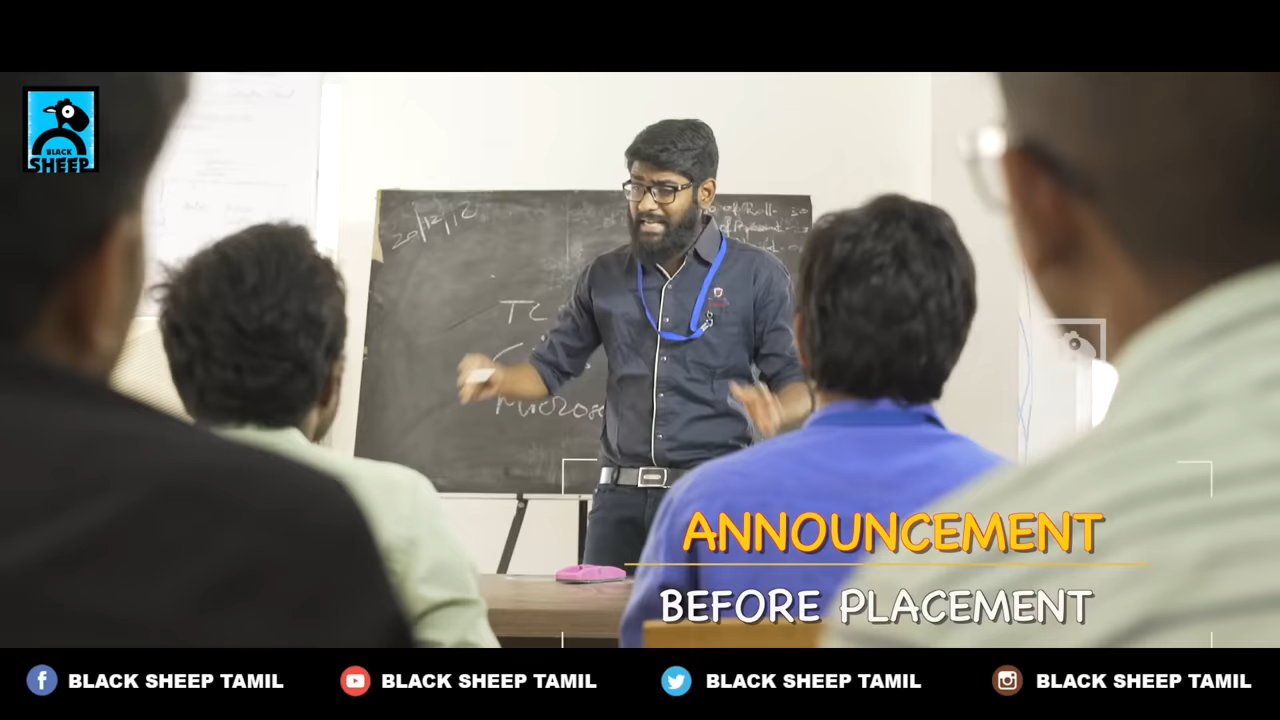 BLACK
SHEEP
20/12/12
TC
Microso
ANNOUNCEMENT
BEFORE PLACEMENT
BLACK SHEEP TAMIL
BLACK SHEEP TAMIL
BLACK SHEEP TAMIL
BLACK SHEEP TAMIL